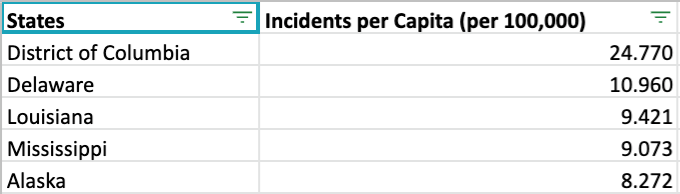 States Incidents per Capita (per 100,000)
District of Columbia 24.770
Delaware 10.960
Louisiana 9.421
Mississippi 9.073
Alaska 8.272